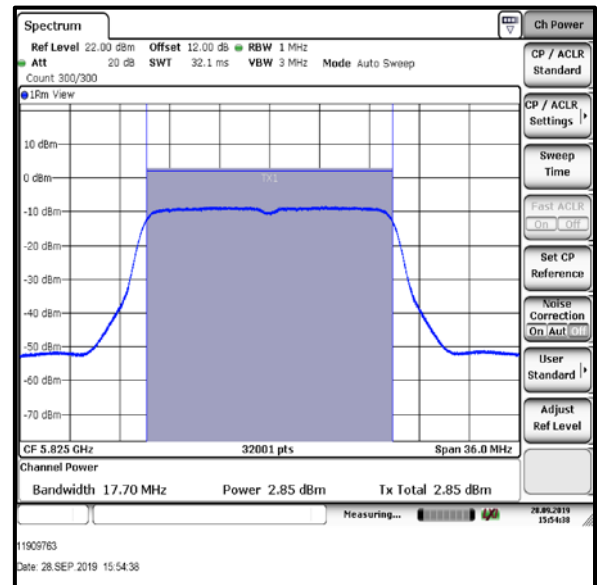 Spectrum
Ref Level 22.00 dBm Offset 12.00 dB RBW 1 MHz
Att 20 dB SWT 32.1 ms VBW 3 MHz Mode Auto Sweep
Count 300/300
1Rm View
10 dBm
0 dBm
TX1
-10 dBm
-20 dBm
-30 dBm
-40 dBm
-50 dBm
-60 dBm
-70 dBm
CF 5.825 GHz 32001 pts Span 36.0 MHz
Channel Power
Bandwidth 17.70 MHz Power 2.85 dBm Tx Total 2.85 dBm
Measuring... 28.09.2019
15:54:38
Ch Power
CP / ACLR
Standard
CP / ACLR
Settings
Sweep
Time
Fast ACLR
On Off
Set CP
Reference
Noise
Correction
On Aut Off
User
Standard
Adjust
Ref Level
11909763
Date: 28.SEP.2019 15:54:38